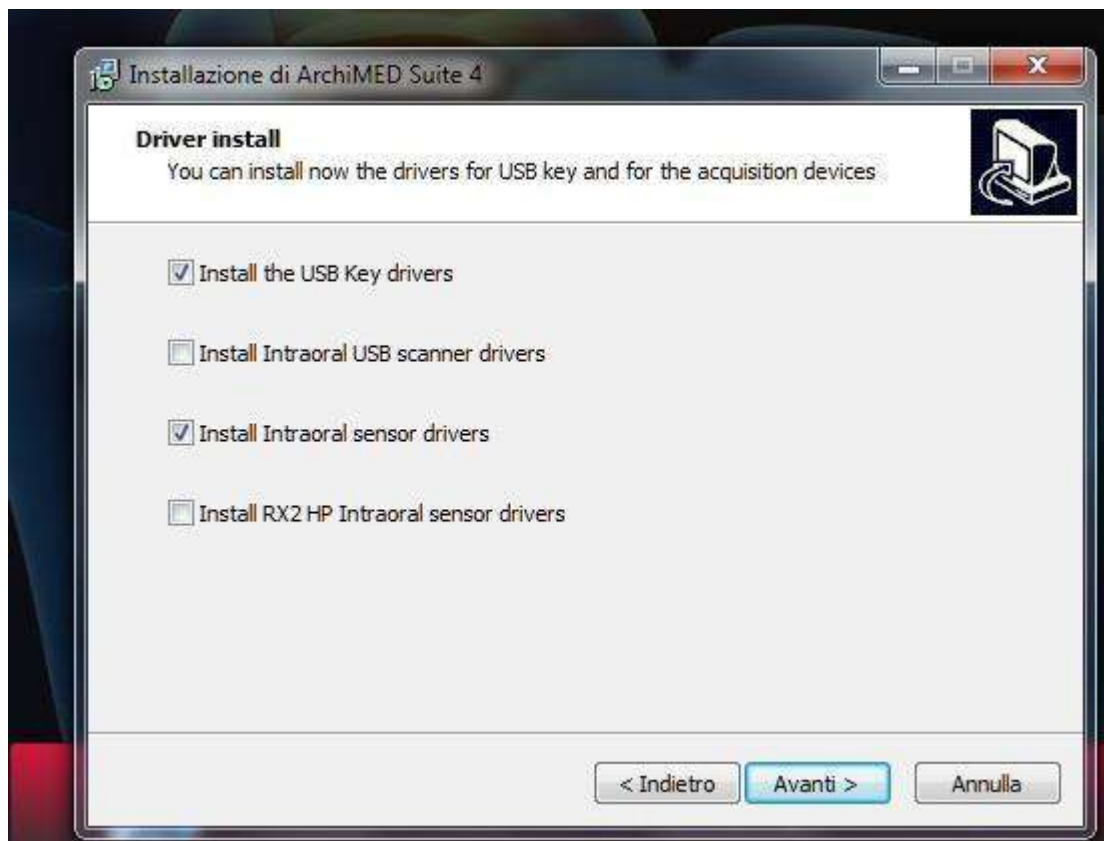 Installazione di ArchiMED Suite 4
Driver install
You can install now the drivers for USB key and for the acquisition devices
Install the USB Key drivers
Install Intraoral USB scanner drivers
Install Intraoral sensor drivers
Install RX2 HP Intraoral sensor drivers
< Indietro Avanti > Annulla